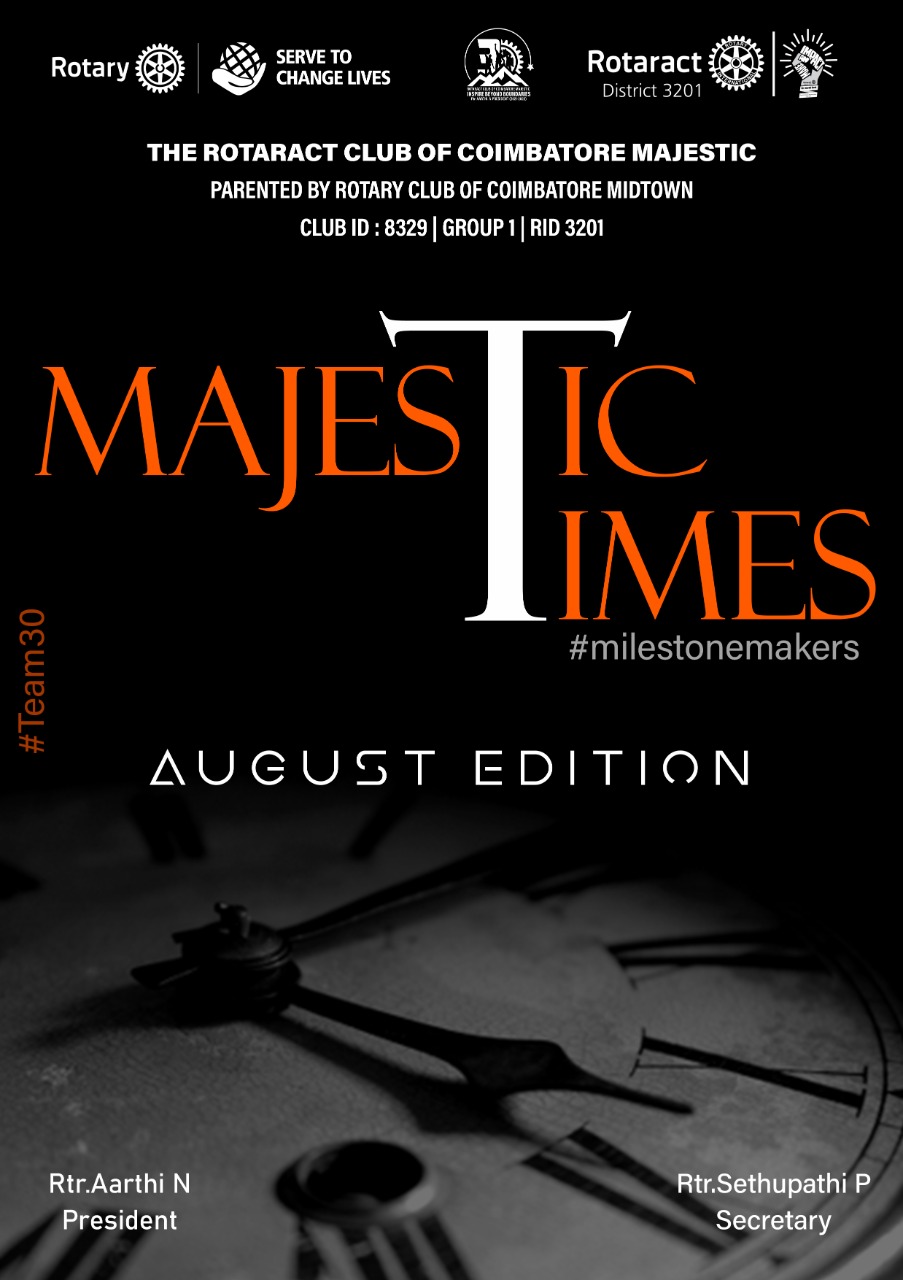 Rotary
SERVE TO
CHANGE LIVES
Rotaract
District 3201
THE ROTARACT CLUB OF COIMBATORE MAJESTIC
PARENTED BY ROTARY CLUB OF COIMBATORE MIDTOWN
CLUB ID : 8329 | GROUP 1 | RID 3201
MAJESTIC
TIMES
#milestonemakers
#Team30
AUGUST EDITION
Rtr.Aarthi N
President
Rtr.Sethupathi P
Secretary